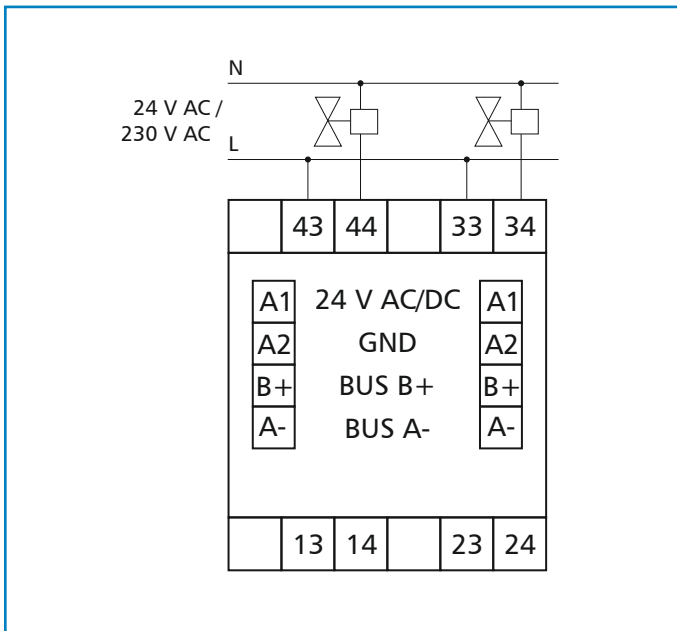 N
24 V AC /
230 V AC
L
43 44 33 34
A1 24 V AC/DC A1
A2 GND A2
B+ BUS B+ B+
A- BUS A- A-
13 14 23 24